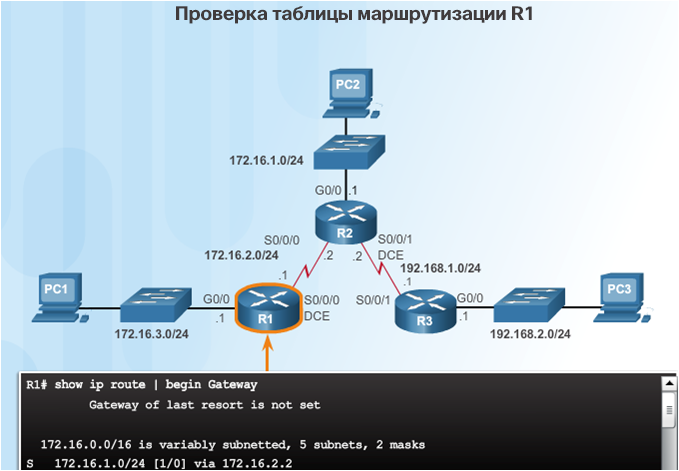 Проверка таблицы маршрутизации R1
PC2
172.16.1.0/24
G0/0 .1
R2
S0/0/0
S0/0/1
DCE
172.16.2.0/24
.2
.2
192.168.1.0/24
.1
.1
PC1
G0/0
.1
R1
S0/0/0
DCE
S0/0/1
R3
G0/0
.1
PC3
172.16.3.0/24
192.168.2.0/24
R1# show ip route | begin Gateway
Gateway of last resort is not set
172.16.0.0/16 is variably subnetted, 5 subnets, 2 masks
S 172.16.1.0/24 [1/0] via 172.16.2.2